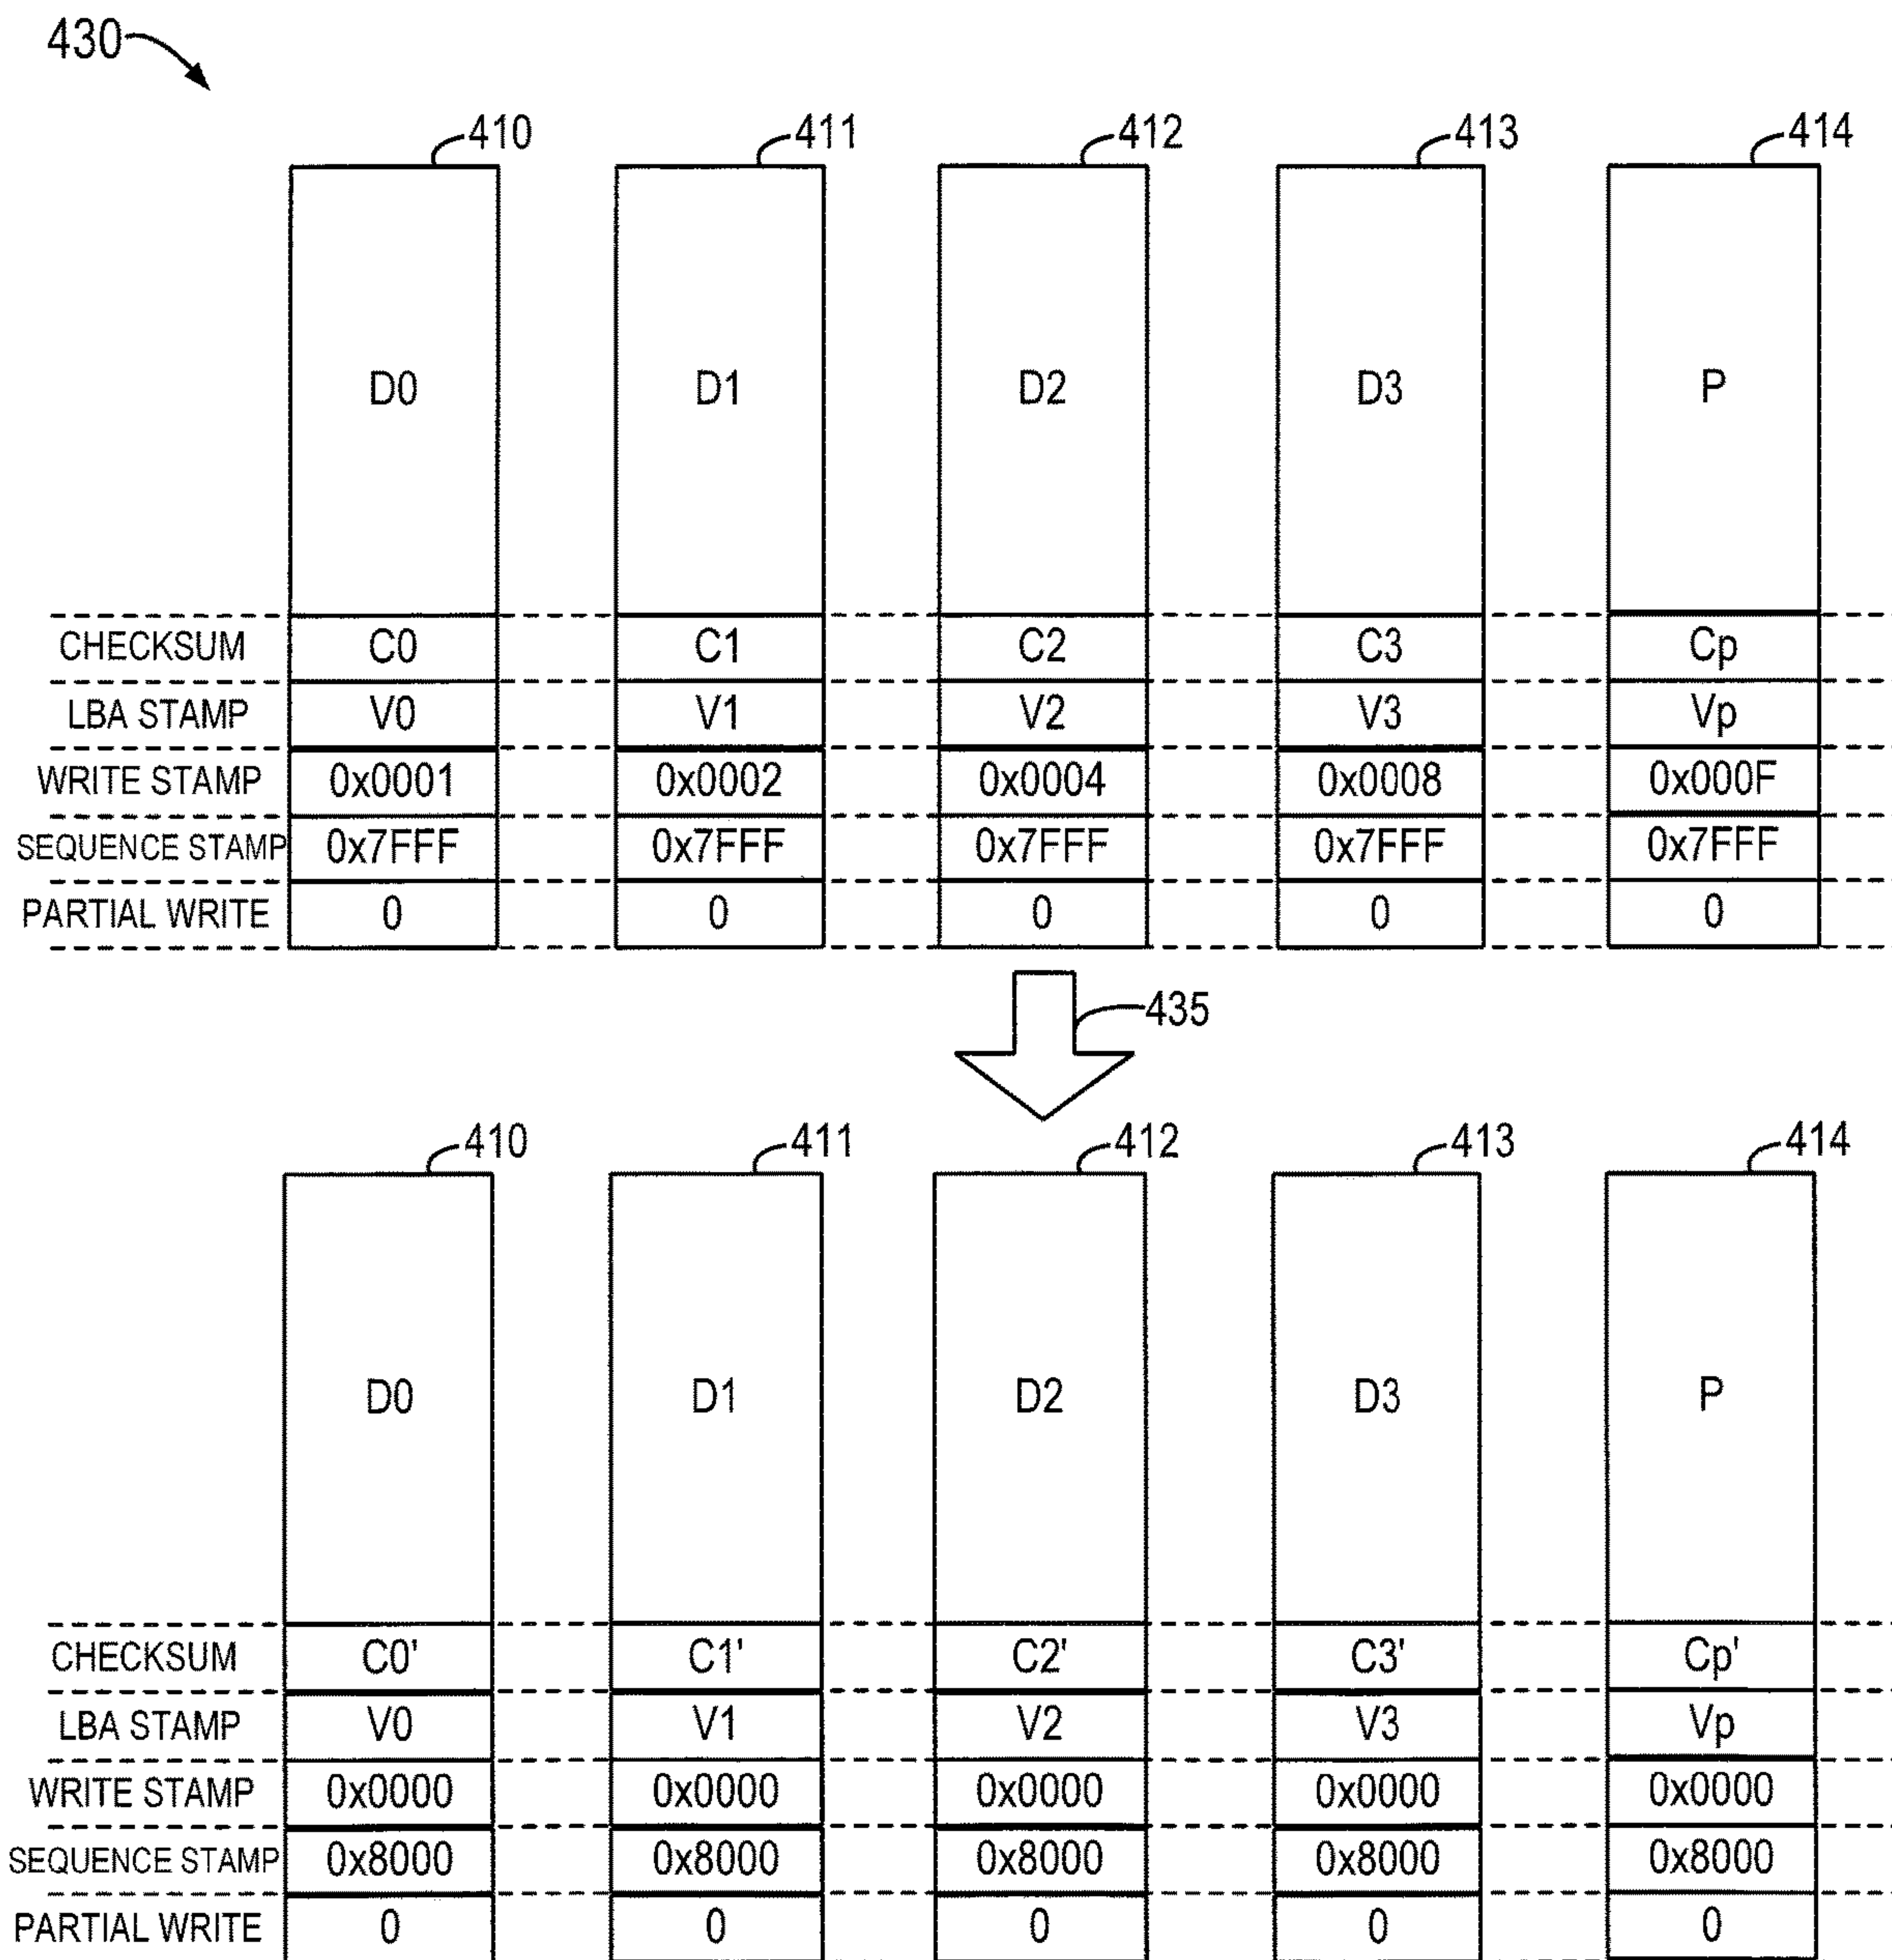 430
410 411 412 413 414
D0 D1 D2 D3 P
CHECKSUM C0 C1 C2 C3 Cp
LBA STAMP V0 V1 V2 V3 Vp
WRITE STAMP 0x0001 0x0002 0x0004 0x0008 0x000F
SEQUENCE STAMP 0x7FFF 0x7FFF 0x7FFF 0x7FFF 0x7FFF
PARTIAL WRITE 0 0 0 0 0
435
410 411 412 413 414
D0 D1 D2 D3 P
CHECKSUM C0' C1' C2' C3' Cp'
LBA STAMP V0 V1 V2 V3 Vp
WRITE STAMP 0x0000 0x0000 0x0000 0x0000 0x0000
SEQUENCE STAMP 0x8000 0x8000 0x8000 0x8000 0x8000
PARTIAL WRITE 0 0 0 0 0